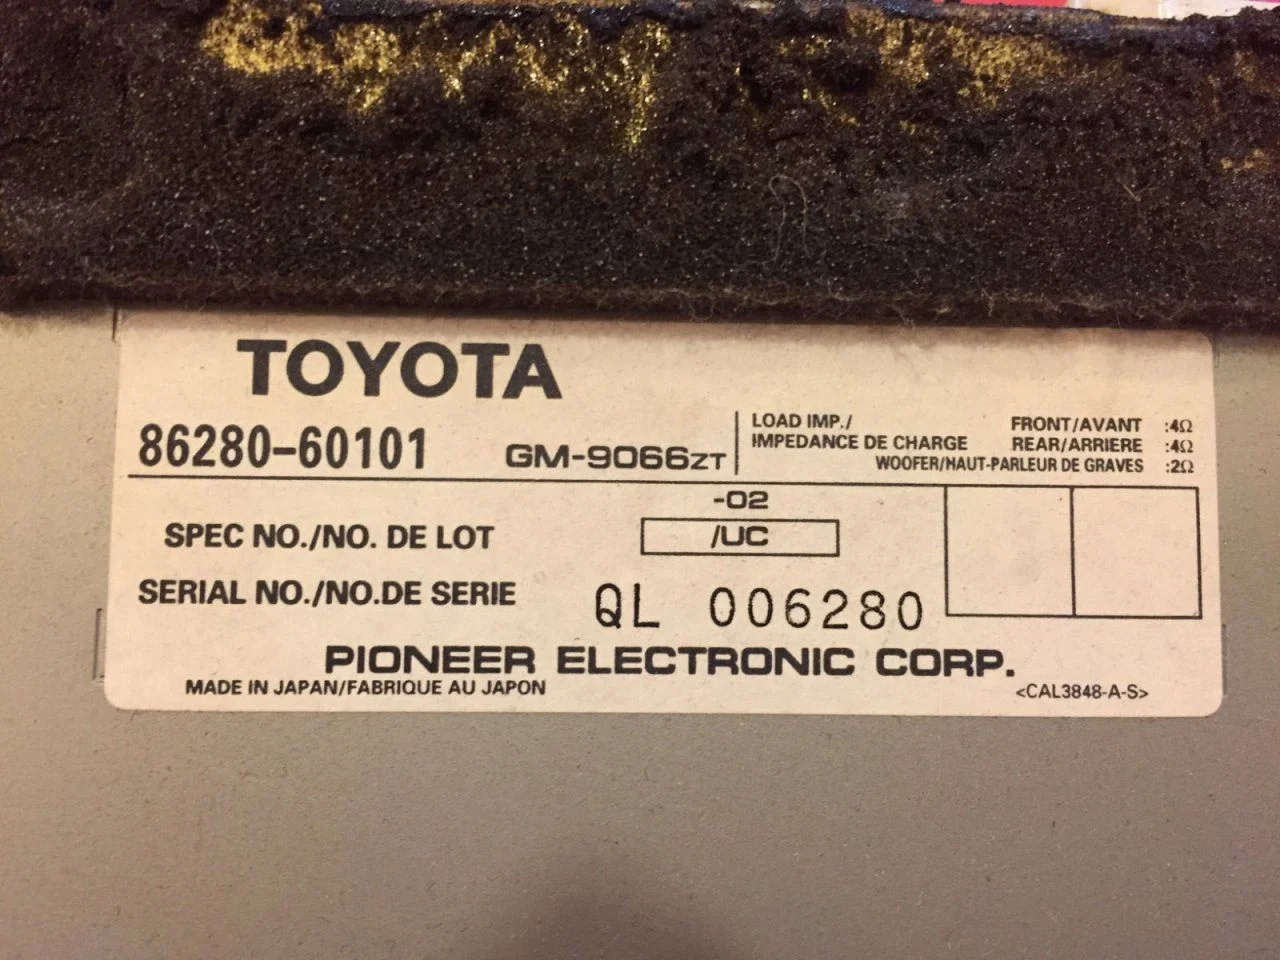 TOYOTA
86280-60101 GM-9066ZT
LOAD IMP./
IMPEDANCE DE CHARGE
FRONT/AVANT :4Ω
REAR/ARRIERE :4Ω
WOOFER/HAUT-PARLEUR DE GRAVES :2Ω
-02
SPEC NO./NO. DE LOT /UC
SERIAL NO./NO.DE SERIE QL 006280
PIONEER ELECTRONIC CORP.
MADE IN JAPAN/FABRIQUE AU JAPON <CAL3848-A-S>